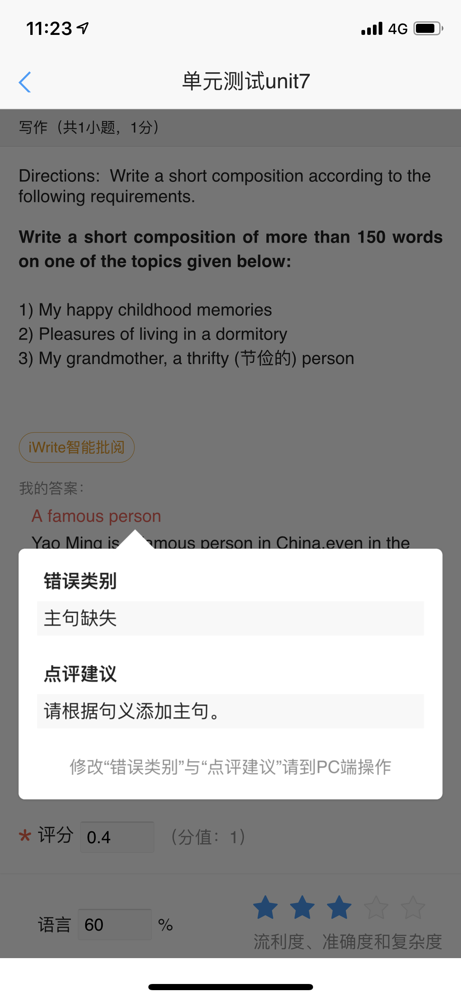 11:23
4G
单元测试unit7
写作（共1小题，1分）
Directions:  Write a short composition according to the
following requirements.
Write a short composition of more than 150 words
on one of the topics given below:
1) My happy childhood memories
2) Pleasures of living in a dormitory
3) My grandmother, a thrifty (节俭的) person
iWrite智能批阅
我的答案：
A famous person
Yao Ming is famous person in China,even in the
错误类别
主句缺失
点评建议
请根据句义添加主句。
修改“错误类别”与“点评建议”请到PC端操作
* 评分 0.4 （分值：1）
语言 60 %
流利度、准确度和复杂度